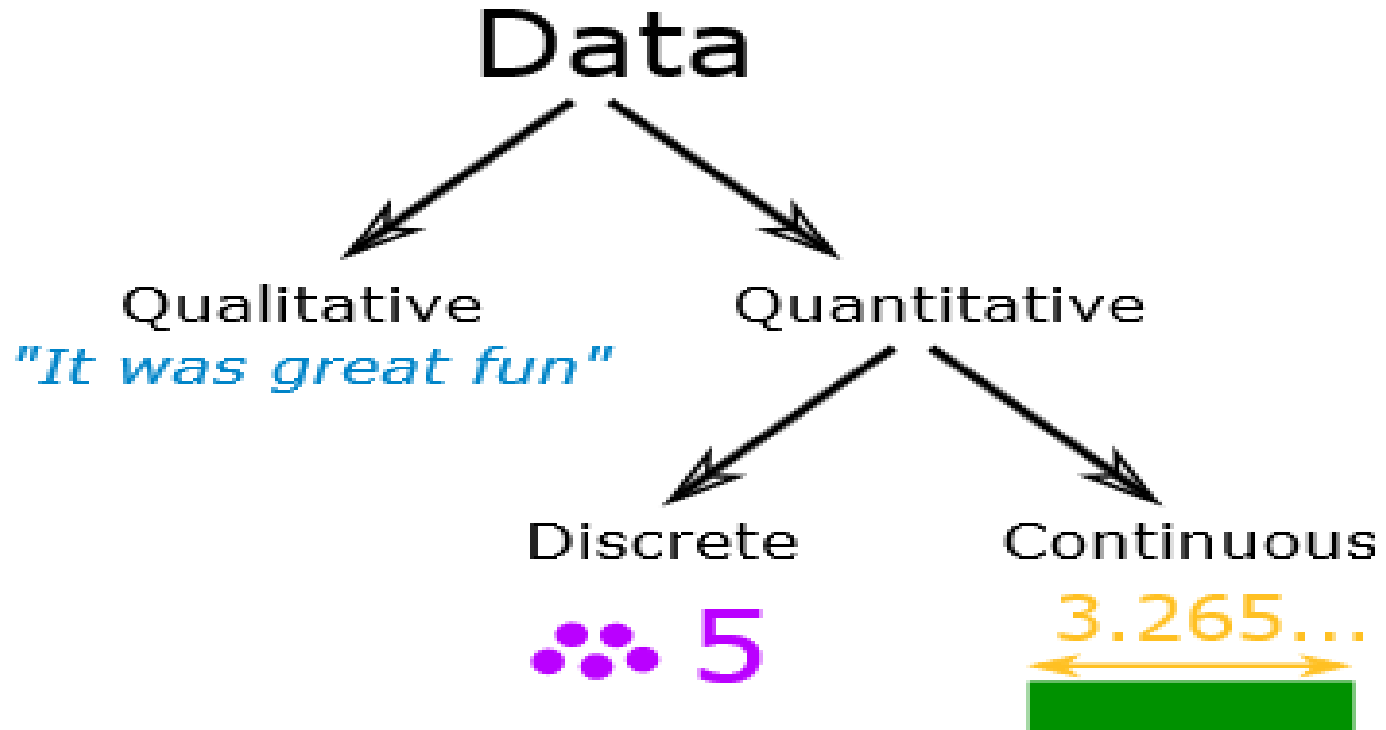 Data
Qualitative
"It was great fun"
Quantitative
Discrete
5
Continuous
3.265...